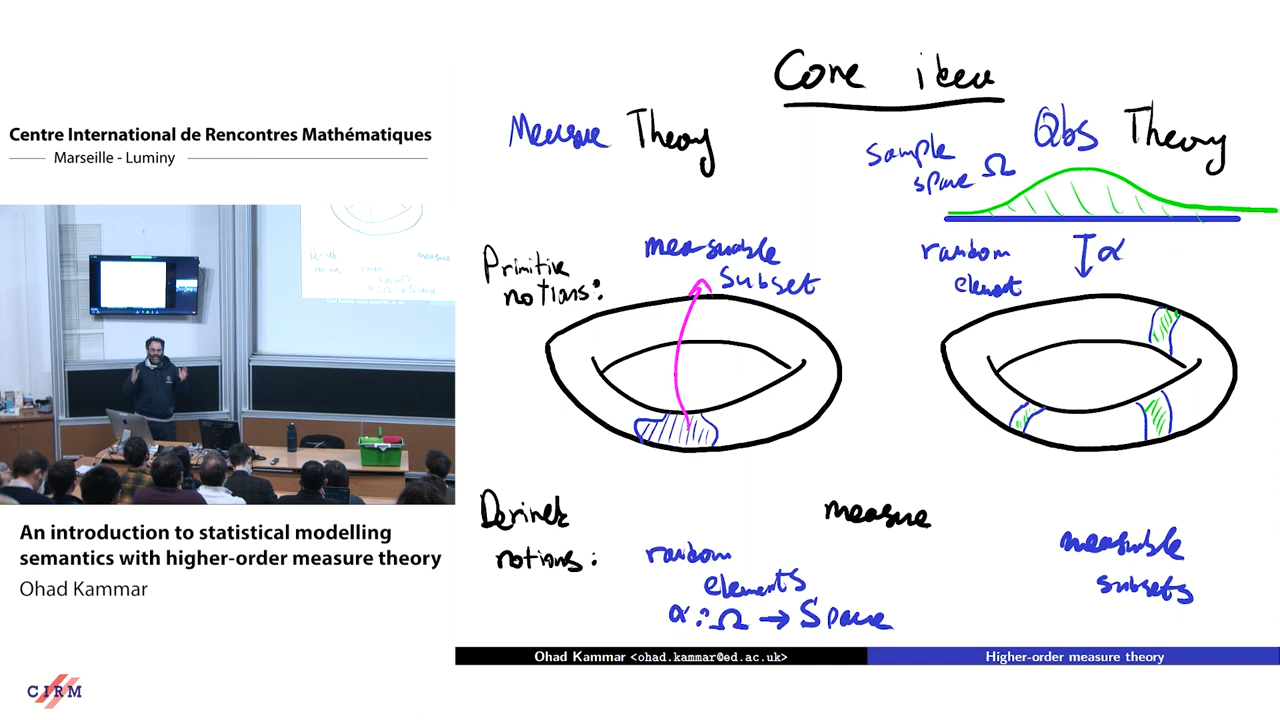 Centre International de Rencontres Mathématiques
Marseille - Luminy
An introduction to statistical modelling
semantics with higher-order measure theory
Ohad Kammar
CIRM
Core idea
Measure Theory
Qbs Theory
sample
space Ω
Primitive
notions:
measurable
subset
random
element
α
Derived
notions:
measure
random
elements
α : Ω → Space
measurable
subsets
Ohad Kammar <ohad.kammar@ed.ac.uk>
Higher-order measure theory